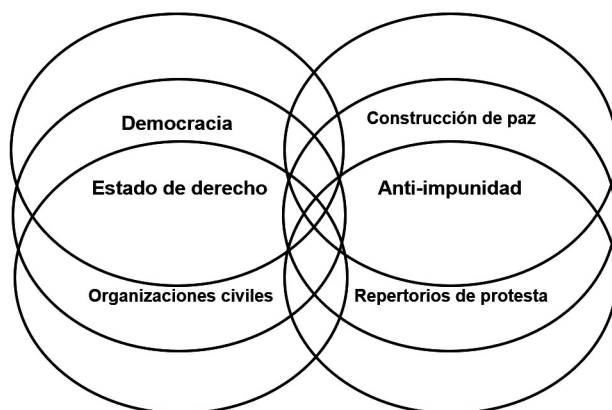 Democracia
Construcción de paz
Estado de derecho
Anti-impunidad
Organizaciones civiles
Repertorios de protesta